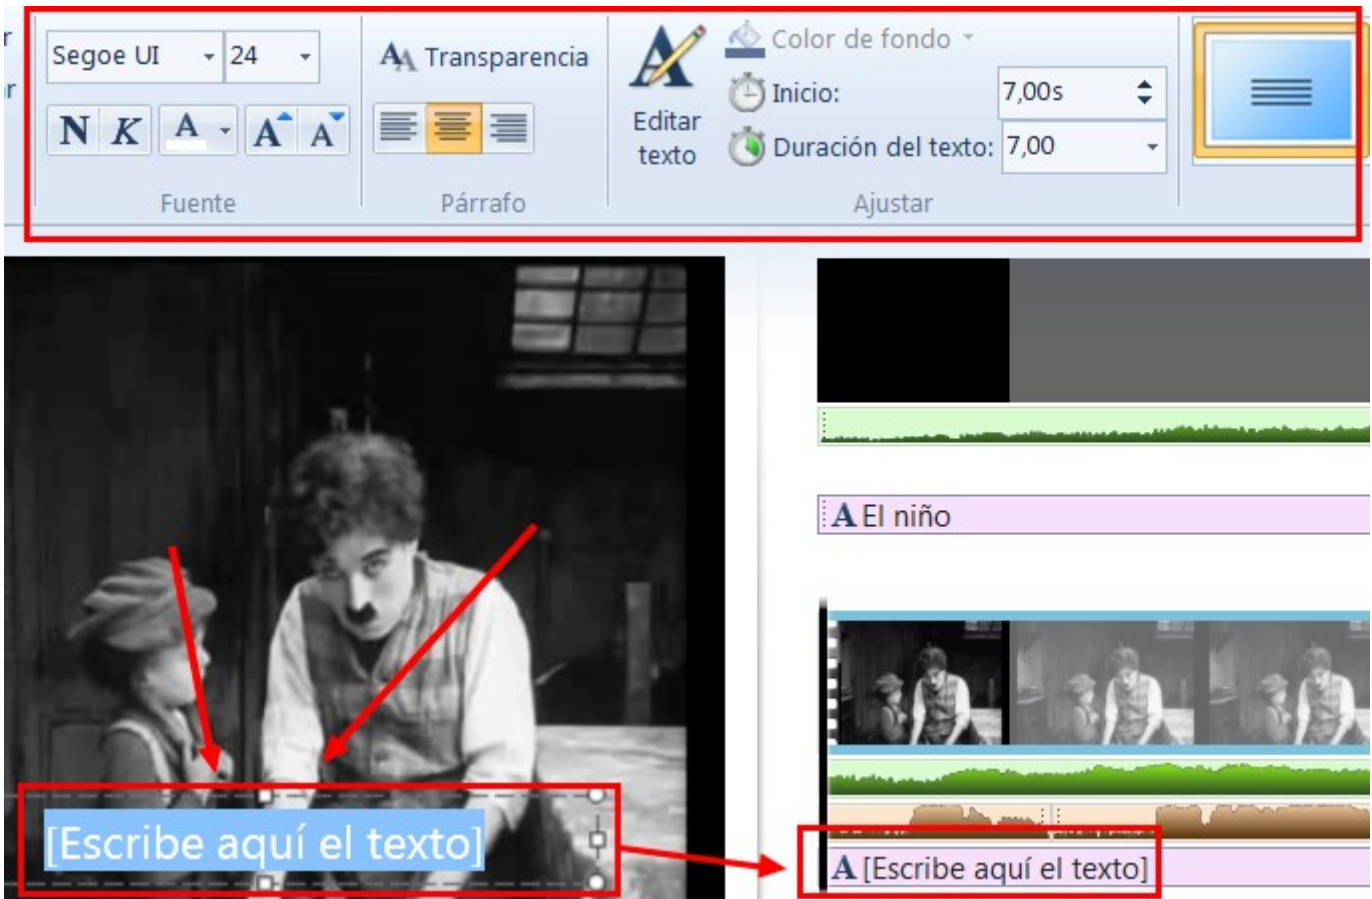 r
ar
Segoe UI 24
N K A A A
Fuente
Transparencia
Párrafo
Editar
texto
Color de fondo
Inicio: 7,00s
Duración del texto: 7,00
Ajustar
A El niño
[Escribe aquí el texto]
A [Escribe aquí el texto]